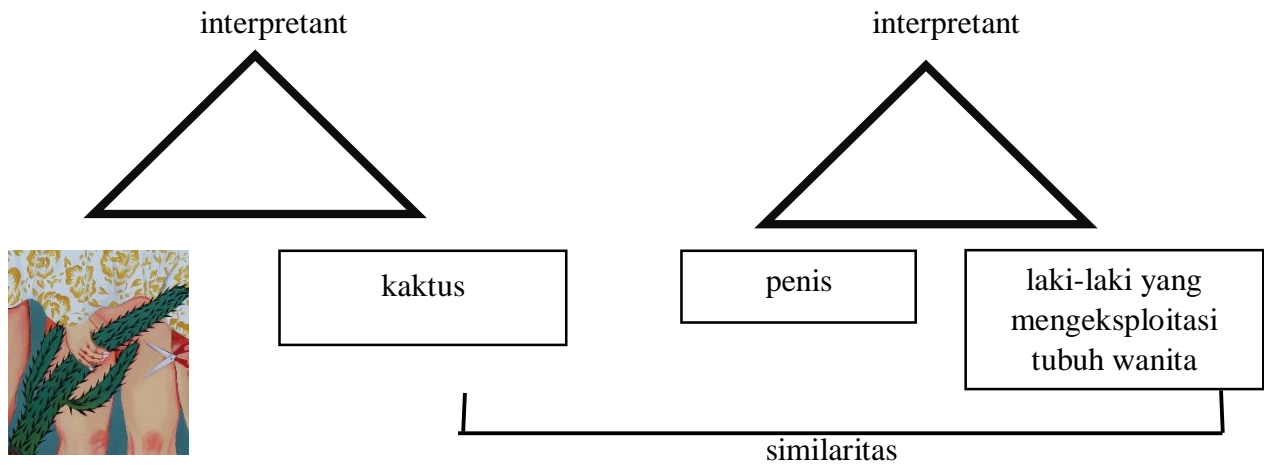 interpretant
interpretant
kaktus
penis
laki-laki yang
mengeksploitasi
tubuh wanita
similaritas